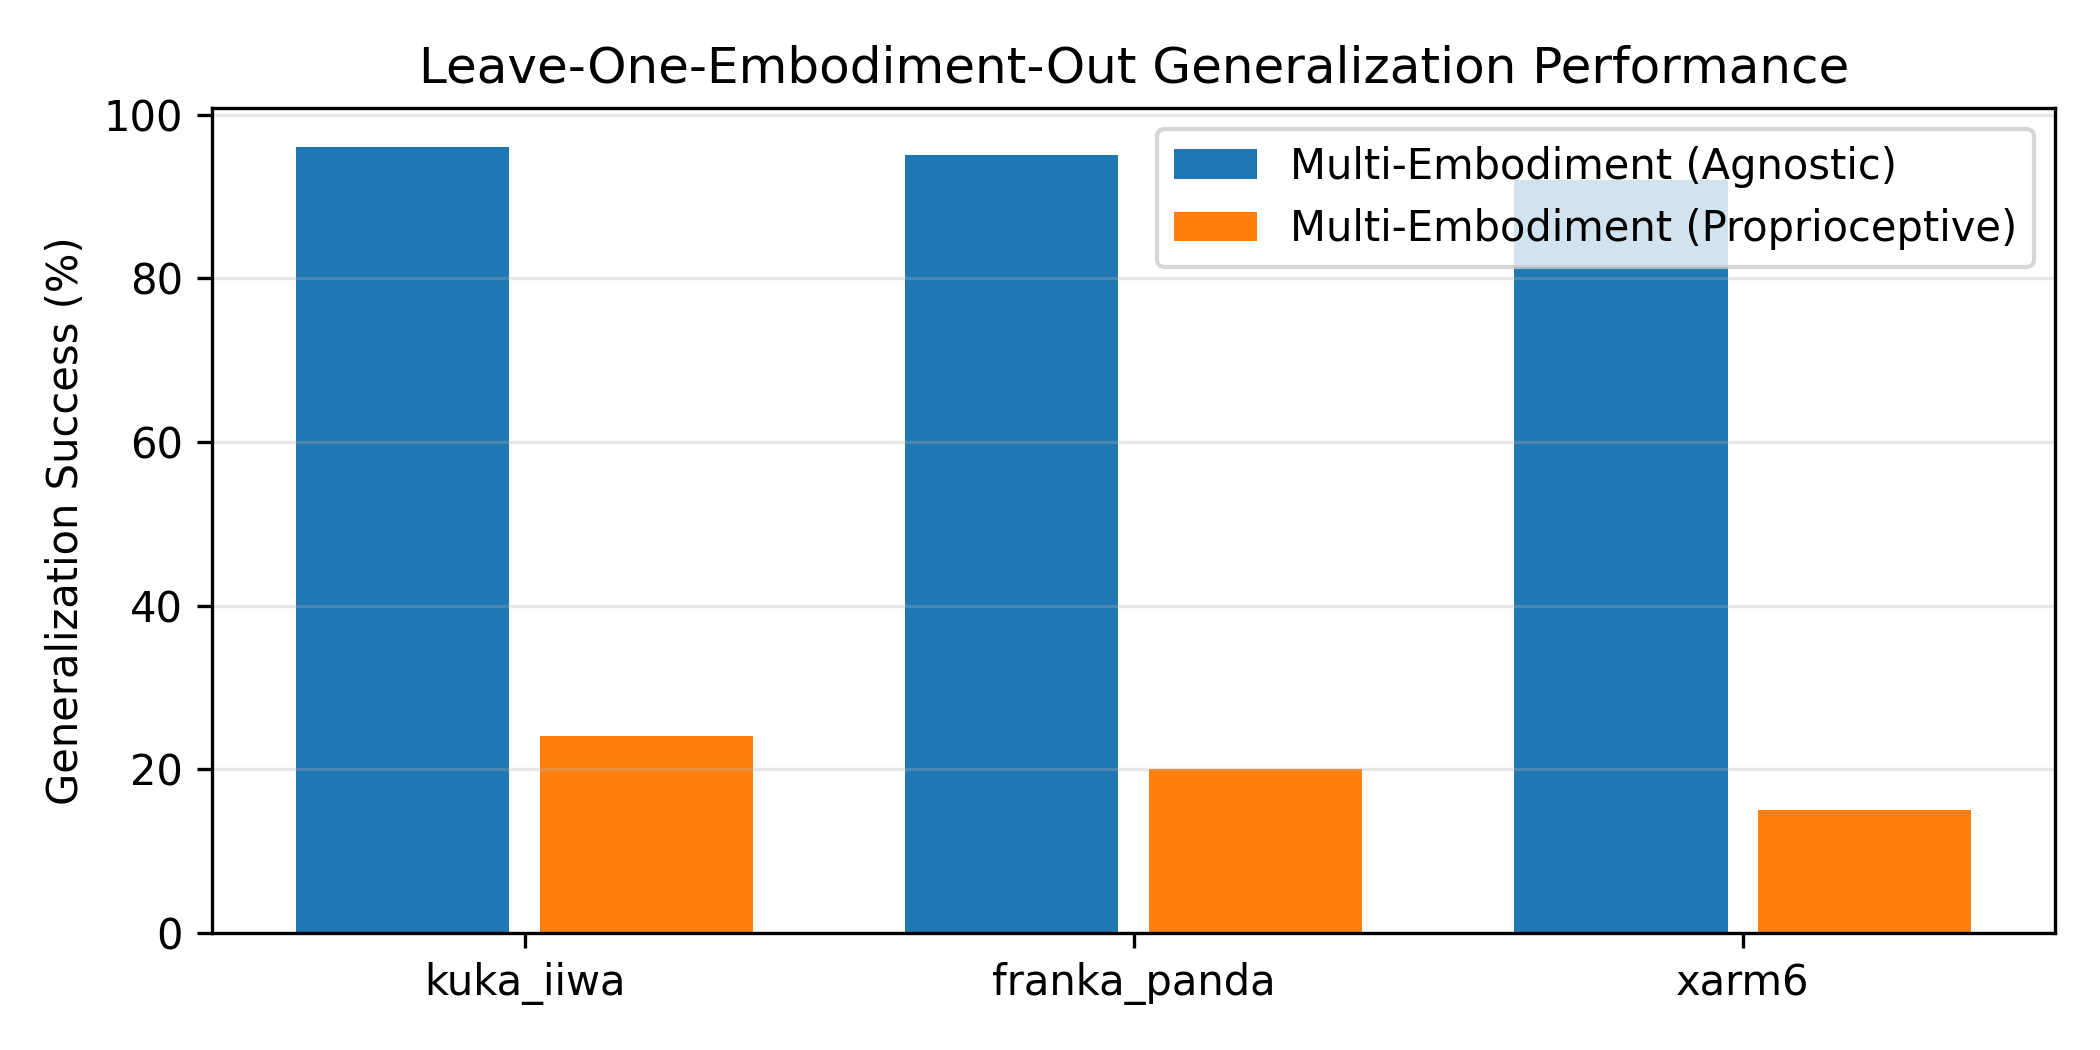 Leave-One-Embodiment-Out Generalization Performance
Generalization Success (%)
100
80
60
40
20
0
Multi-Embodiment (Agnostic)
Multi-Embodiment (Proprioceptive)
kuka_iiwa
franka_panda
xarm6